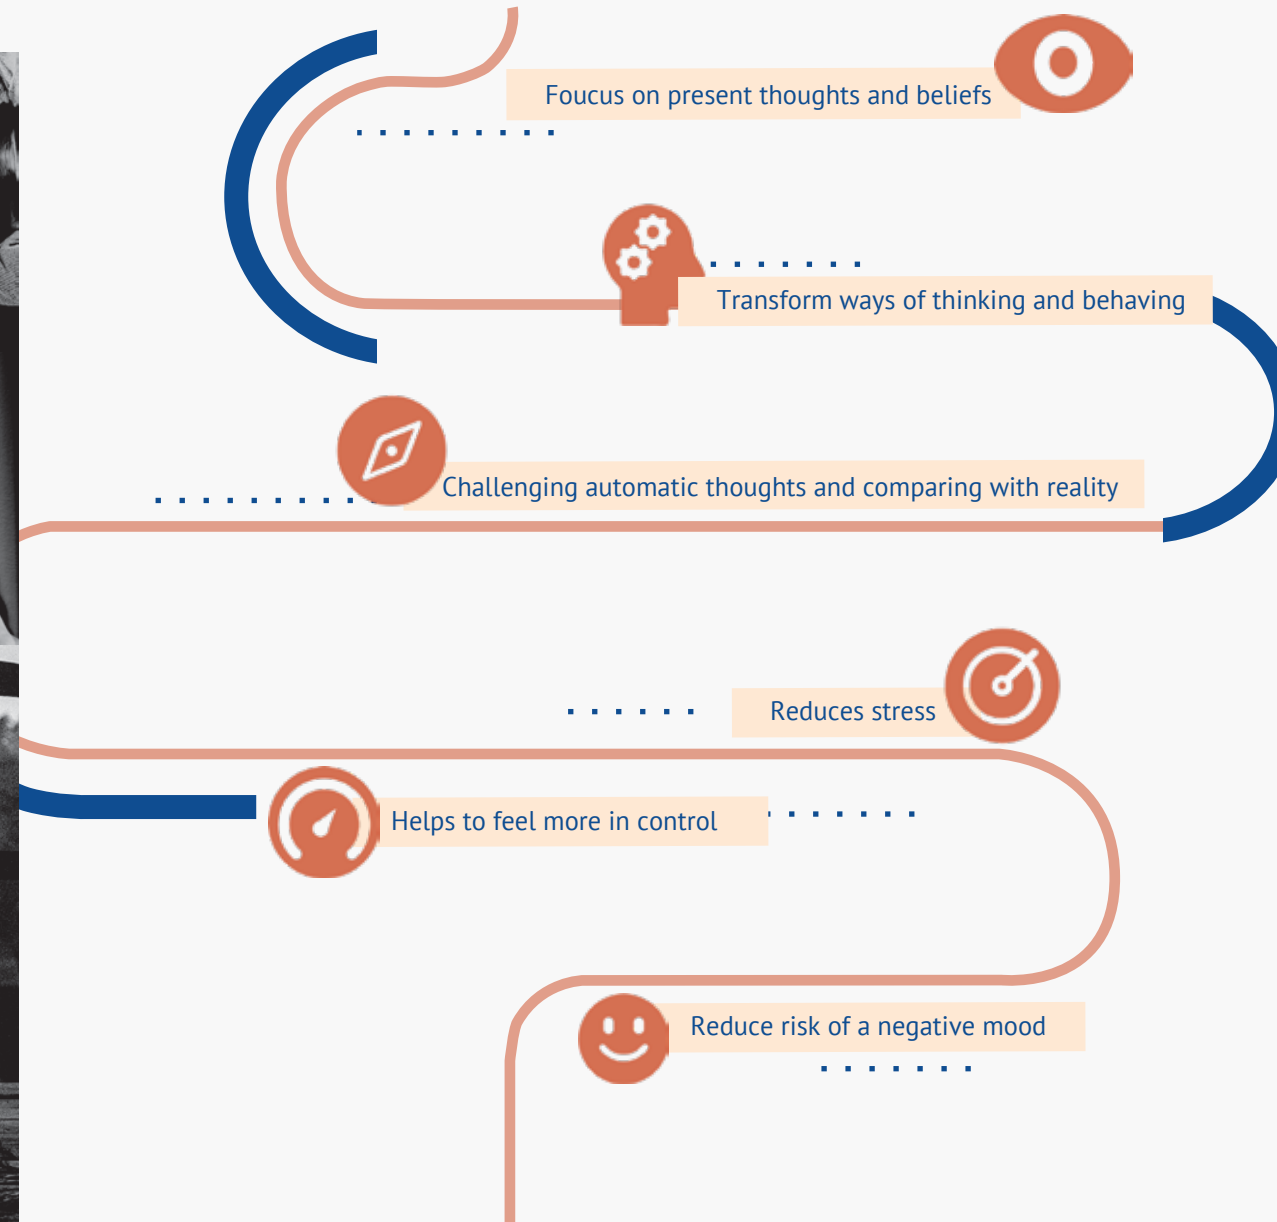 Foucus on present thoughts and beliefs
Transform ways of thinking and behaving
Challenging automatic thoughts and comparing with reality
Reduces stress
Helps to feel more in control
Reduce risk of a negative mood